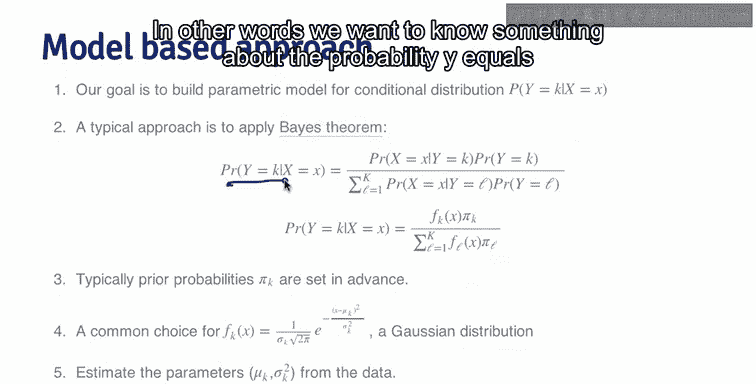 In other words we want to know something
about the probability y equals
Model based approach
1. Our goal is to build parametric model for conditional distribution P(Y = k|X = x)
2. A typical approach is to apply Bayes theorem:
Pr(Y = k|X = x) = Pr(X = x|Y = k)Pr(Y = k) / ∑_{ℓ=1}^{K} Pr(X = x|Y = ℓ)Pr(Y = ℓ)
Pr(Y = k|X = x) = f_k(x)π_k / ∑_{ℓ=1}^{K} f_ℓ(x)π_ℓ
3. Typically prior probabilities π_k are set in advance.
4. A common choice for f_k(x) = 1/(σ_k√2π) e^{-(x-μ_k)²/σ_k²}, a Gaussian distribution
5. Estimate the parameters (μ_k,σ_k²) from the data.